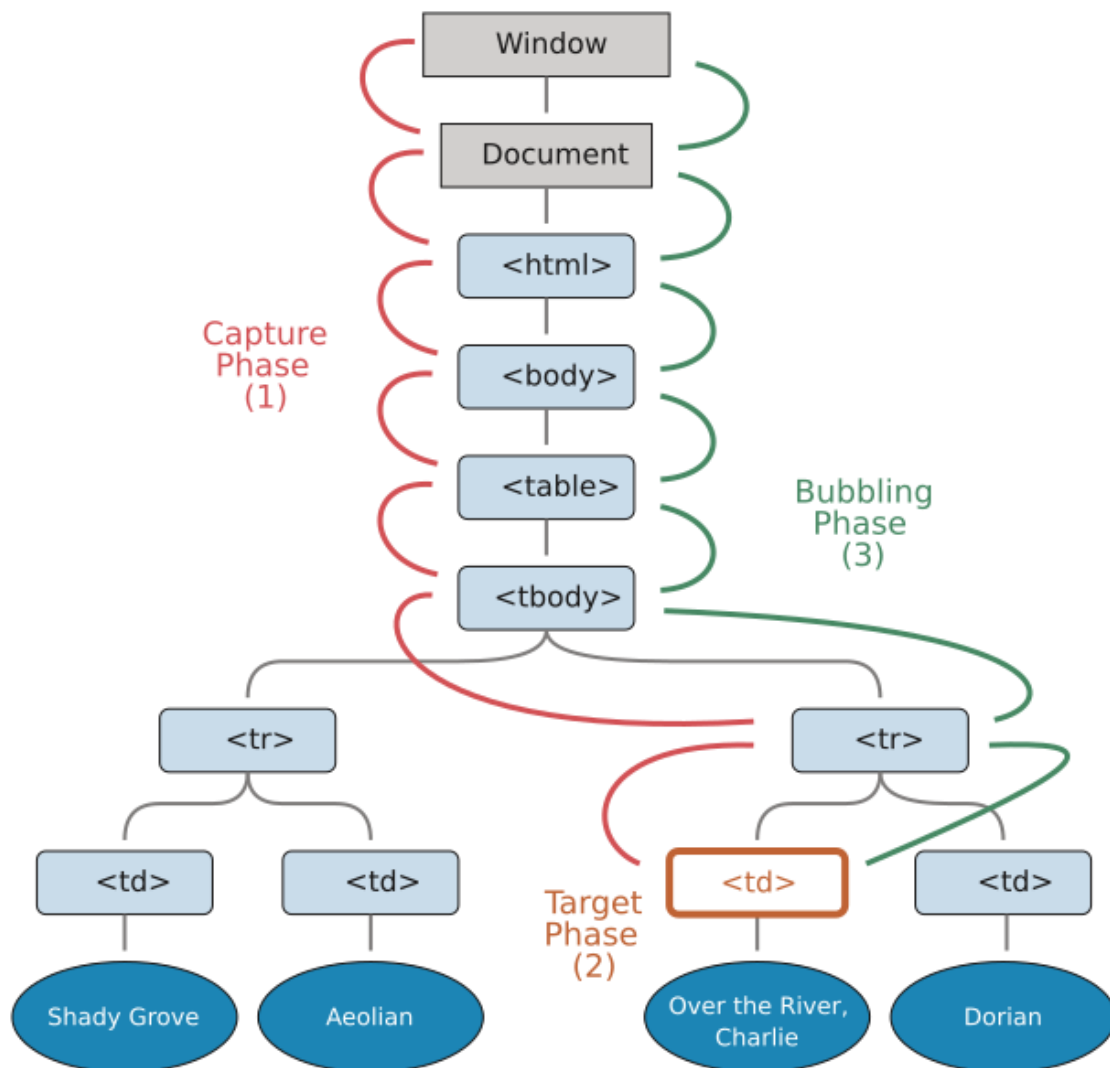 Window
Document
<html>
Capture
Phase
(1)
<body>
<table>
Bubbling
Phase
(3)
<tbody>
<tr>
<tr>
<td>
<td>
<td>
<td>
Target
Phase
(2)
Shady Grove
Aeolian
Over the River,
Charlie
Dorian